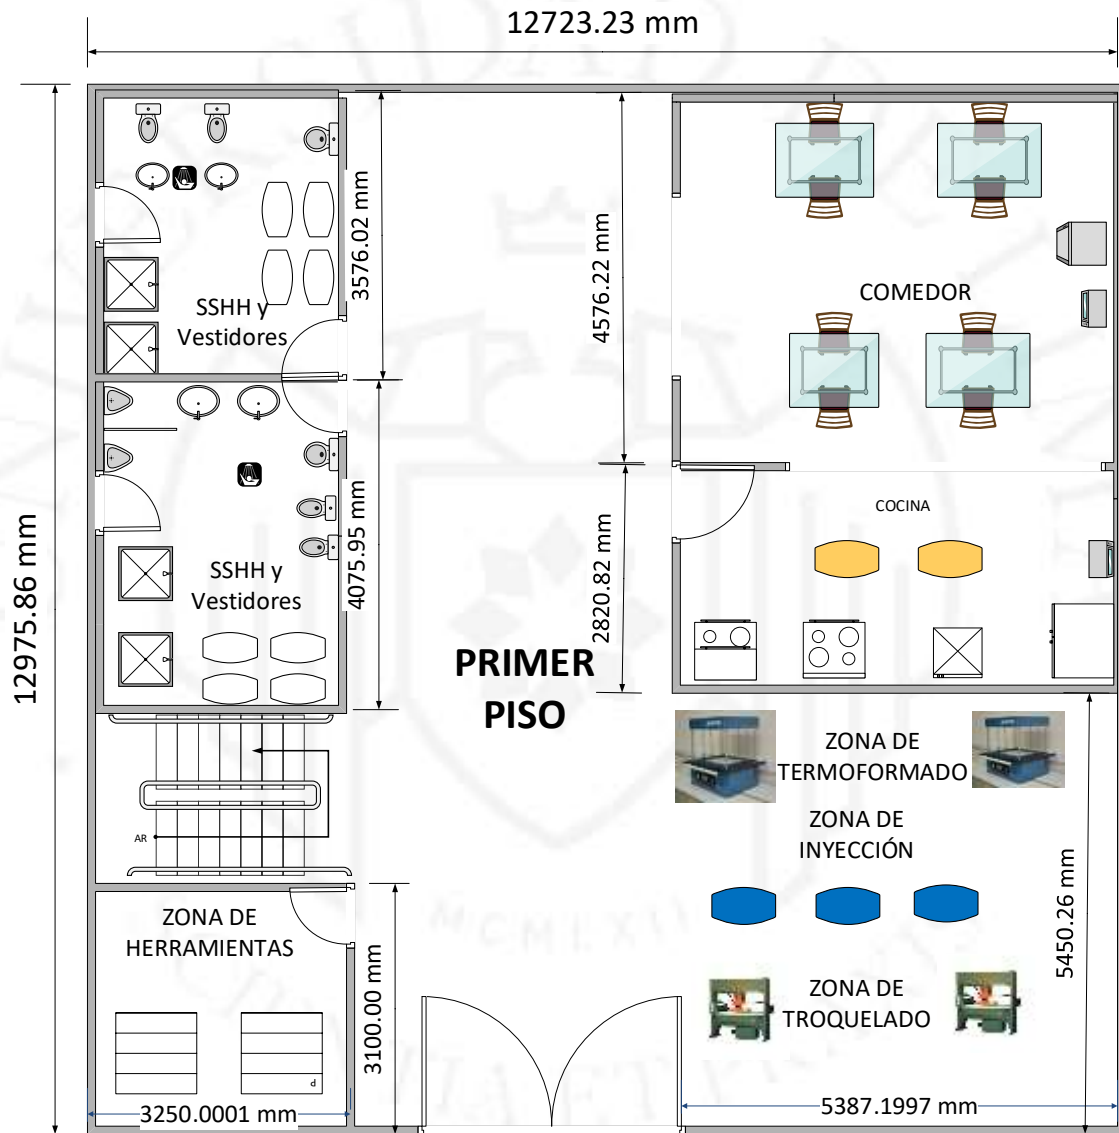 12723.23 mm
12975.86 mm
3576.02 mm
4576.22 mm
SSHH y
Vestidores
COMEDOR
4075.95 mm
2820.82 mm
SSHH y
Vestidores
COCINA
PRIMER
PISO
AR
ZONA DE
TERMOFORMADO
ZONA DE
INYECCIÓN
ZONA DE
HERRAMIENTAS
3100.00 mm
5450.26 mm
ZONA DE
TROQUELADO
d
3250.0001 mm
5387.1997 mm
MCMLXII